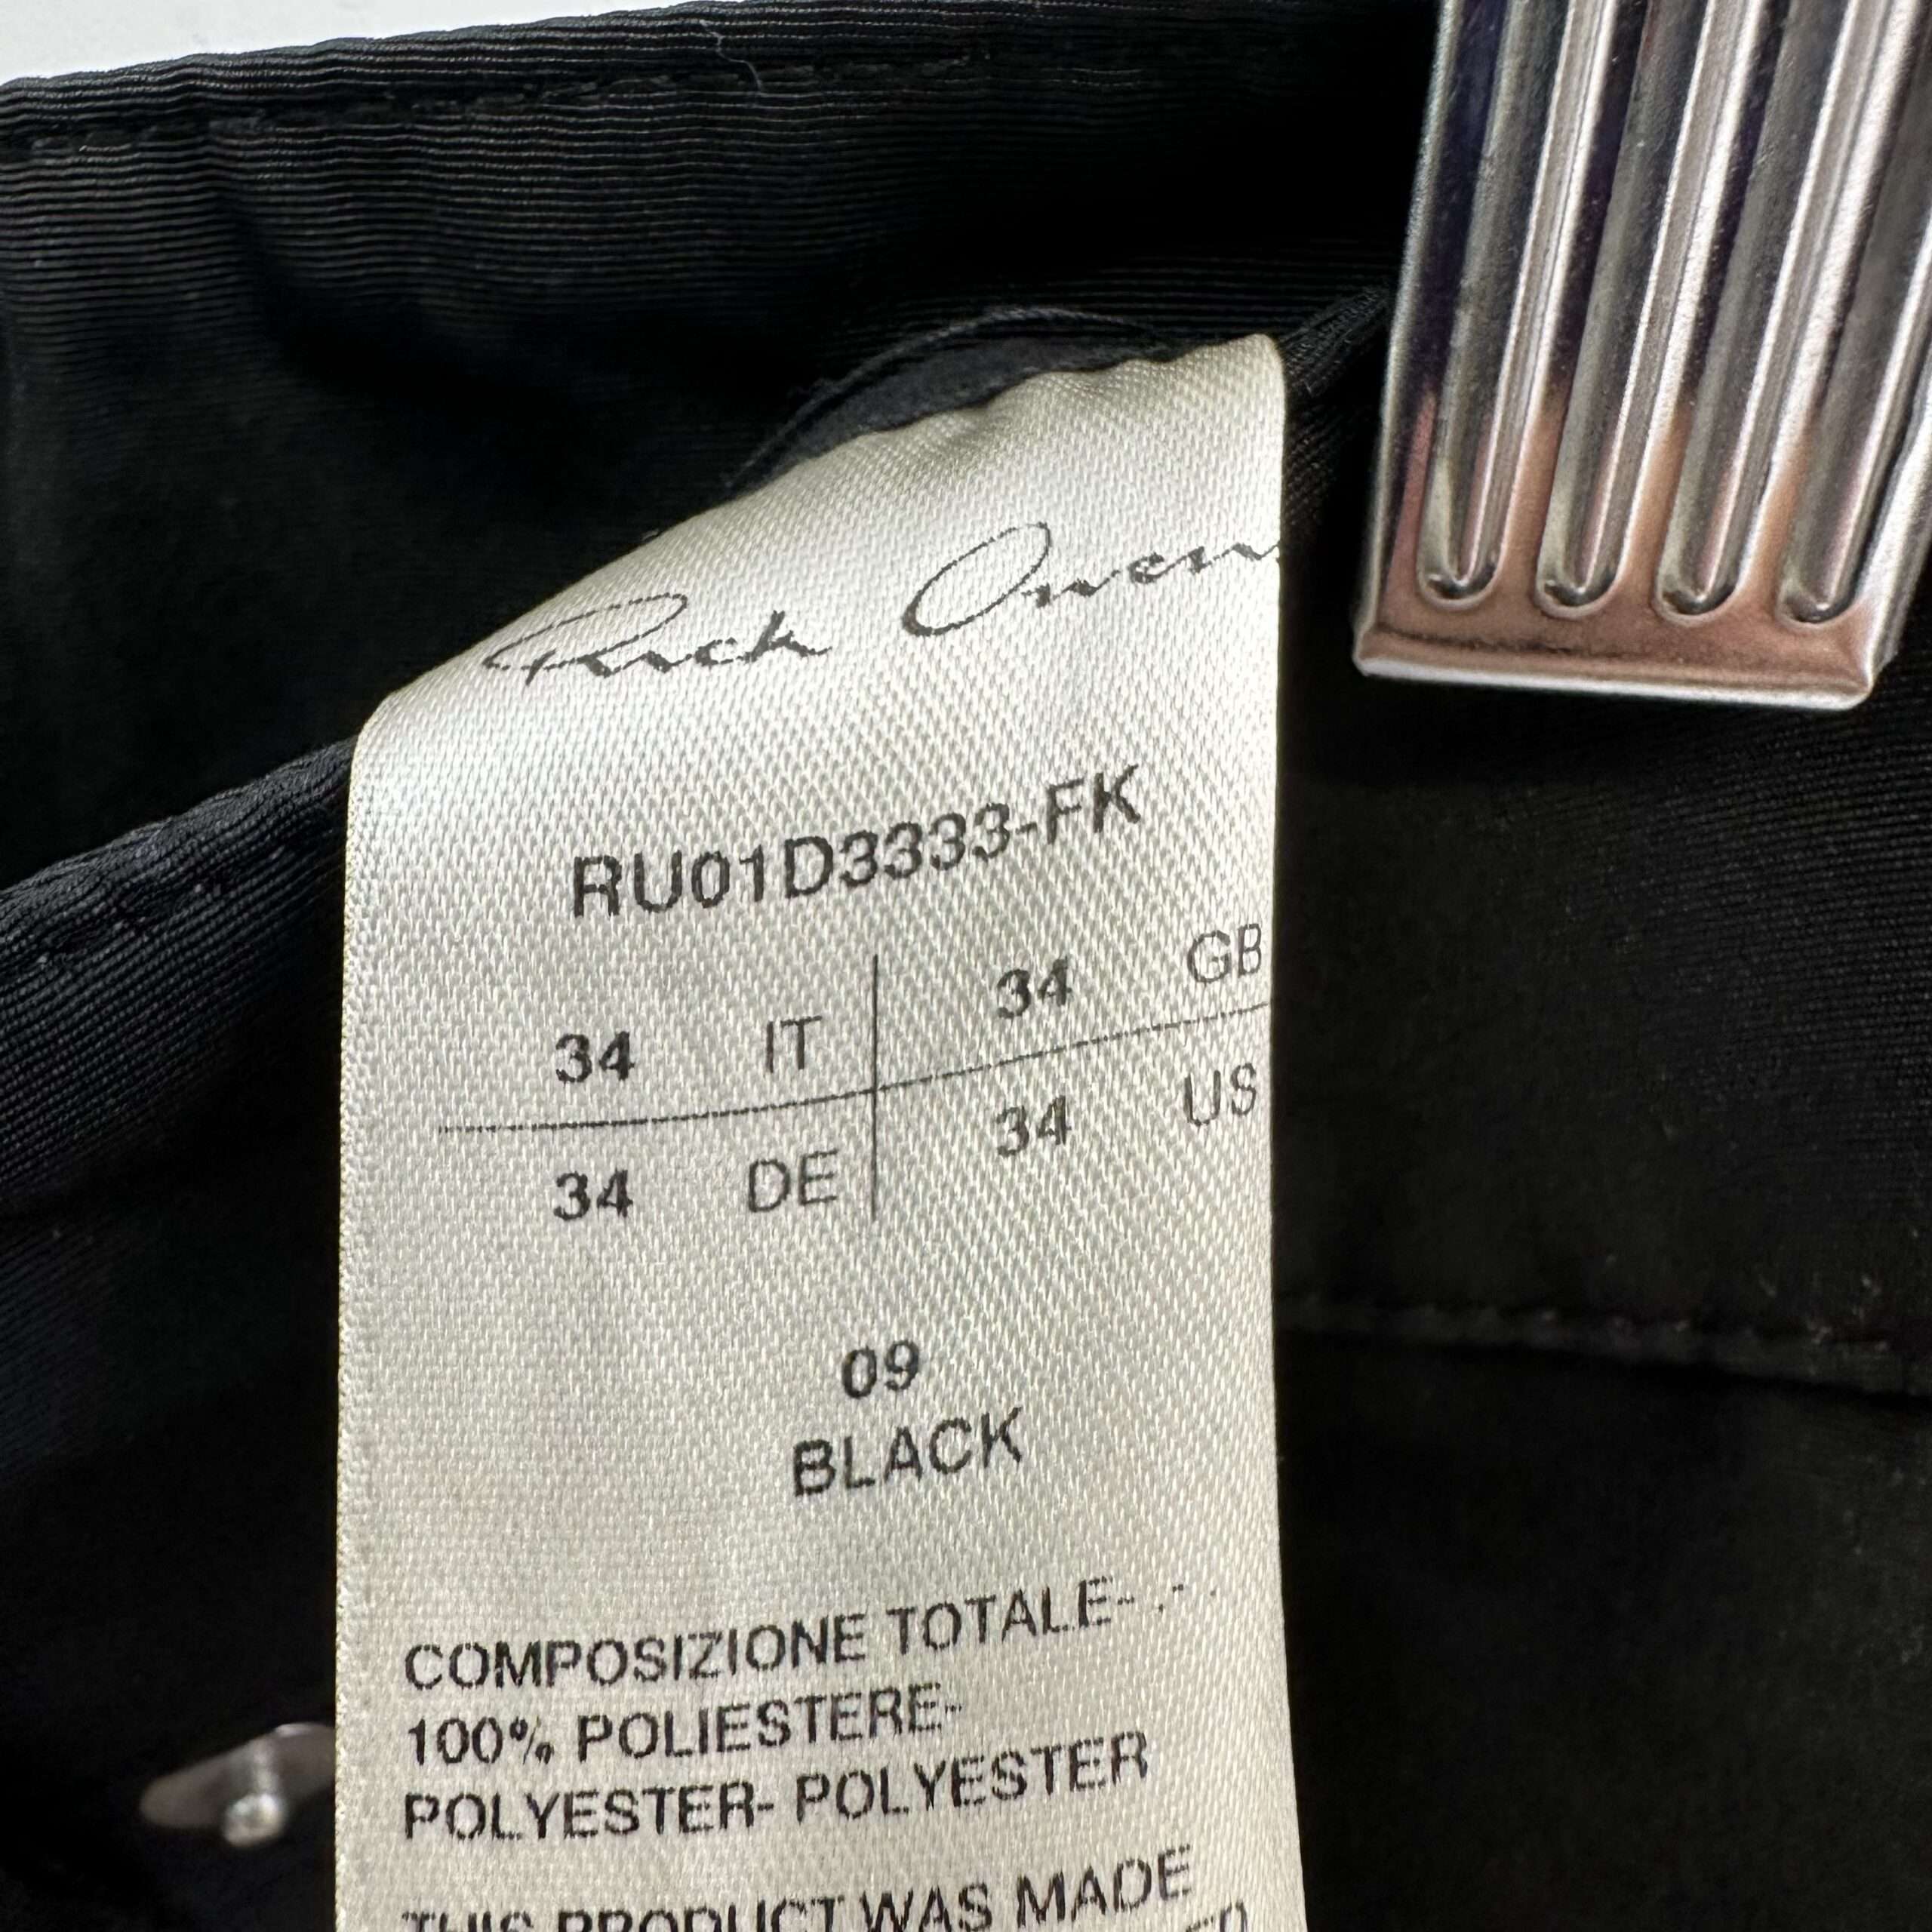 Rick Owen
RU01D3333-FK
34 IT 34 GB
34 DE 34 US
09
BLACK
COMPOSIZIONE TOTALE-
100% POLIESTERE-
POLYESTER- POLYESTER
THIS PRODUCT WAS MADE